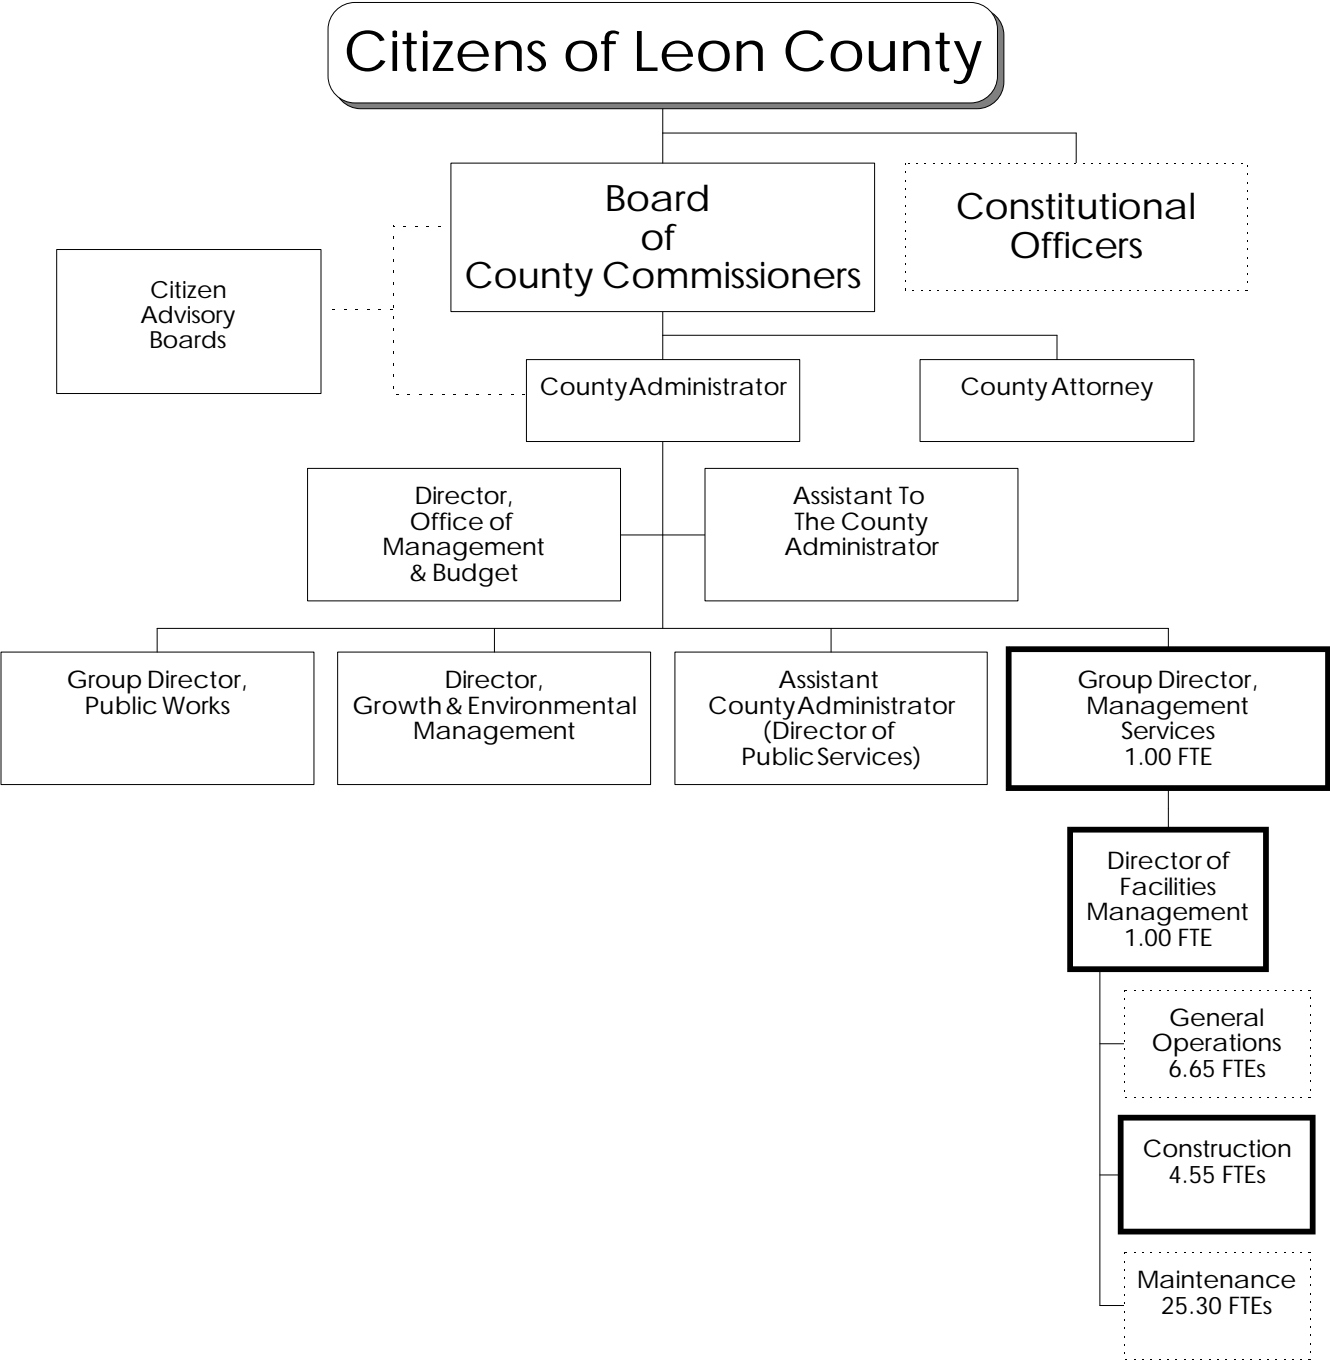 Citizens of Leon County
Board
of
County Commissioners
Constitutional
Officers
Citizen
Advisory
Boards
County Administrator
County Attorney
Director,
Office of
Management
& Budget
Assistant To
The County
Administrator
Group Director,
Public Works
Director,
Growth & Environmental
Management
Assistant
County Administrator
(Director of
Public Services)
Group Director,
Management
Services
1.00 FTE
Director of
Facilities
Management
1.00 FTE
General
Operations
6.65 FTEs
Construction
4.55 FTEs
Maintenance
25.30 FTEs